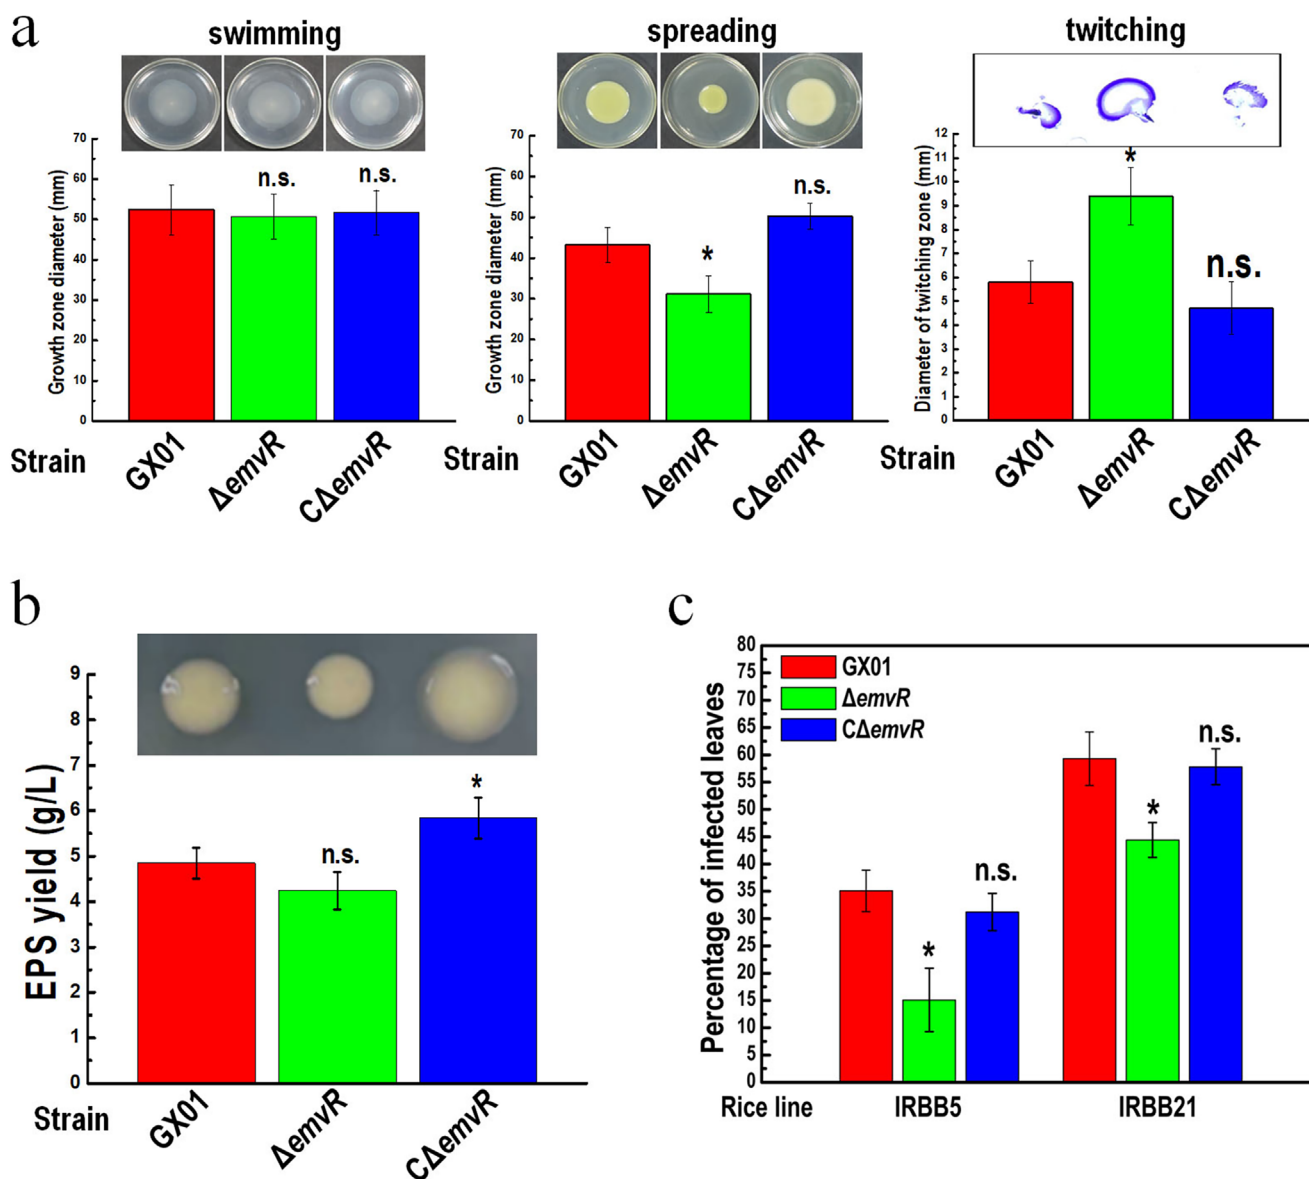 a
swimming
spreading
twitching
Growth zone diameter (mm)
70
60
50
40
30
20
10
0
n.s.
n.s.
Strain
GX01
ΔemvR
CΔemvR
Growth zone diameter (mm)
70
60
50
40
30
20
10
0
*
n.s.
Strain
GX01
ΔemvR
CΔemvR
Diameter of twitching zone (mm)
12
11
10
9
8
7
6
5
4
3
2
1
0
*
n.s.
Strain
GX01
ΔemvR
CΔemvR
b
EPS yield (g/L)
9
8
7
6
5
4
3
2
1
0
n.s.
*
Strain
GX01
ΔemvR
CΔemvR
c
Percentage of infected leaves
80
75
70
65
60
55
50
45
40
35
30
25
20
15
10
5
0
GX01
ΔemvR
CΔemvR
*
n.s.
*
n.s.
Rice line
IRBB5
IRBB21